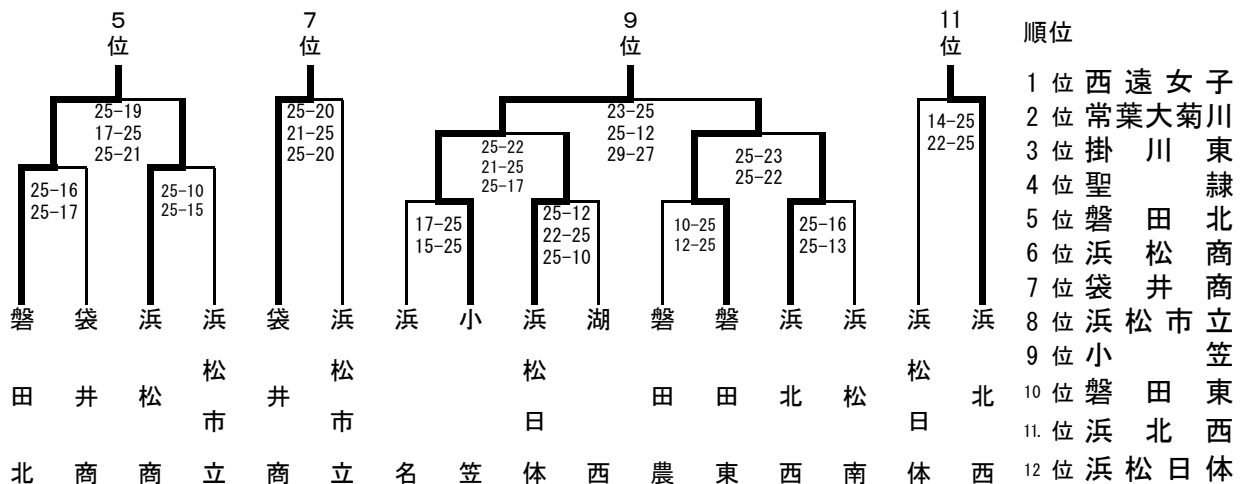 5位
25-19
17-25
25-21
25-16
25-17
25-10
25-15
磐田北
袋井商
浜松商
浜松市立
7位
25-20
21-25
25-20
袋井商
浜松市立
9位
23-25
25-12
29-27
25-22
21-25
25-17
25-23
25-22
17-25
15-25
25-12
22-25
25-10
10-25
12-25
25-16
25-13
浜名
小笠
浜松日体
湖西
磐田農
磐田東
浜北西
浜松南
11位
14-25
22-25
浜松日体
浜北西
順位
1 位 西遠女子
2 位 常葉大菊川
3 位 掛川東
4 位 聖隷
5 位 磐田北
6 位 浜松商
7 位 袋井商
8 位 浜松市立
9 位 小笠
10 位 磐田東
11. 位 浜北西
12 位 浜松日体